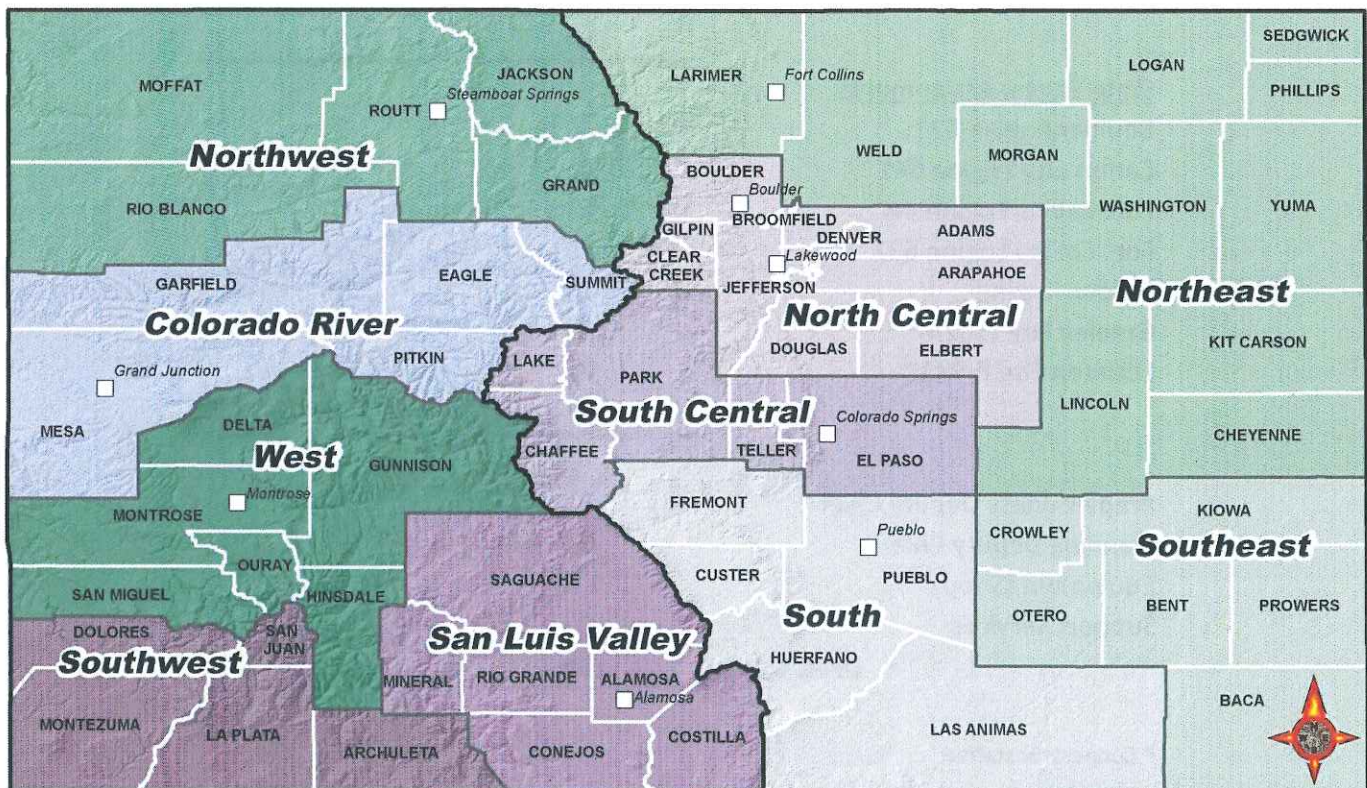 SEDGWICK
LOGAN
JACKSON
LARIMER
Fort Collins
MOFFAT
PHILLIPS
Steamboat Springs
ROUTT
WELD
MORGAN
Northwest
BOULDER
GRAND
Boulder
RIO BLANCO
WASHINGTON
YUMA
BROOMFIELD
GILPIN
DENVER
ADAMS
CLEAR
CREEK
Lakewood
EAGLE
ARAPAHOE
GARFIELD
SUMMIT
JEFFERSON
Northeast
Colorado River
North Central
KIT CARSON
PITKIN
LAKE
DOUGLAS
ELBERT
Grand Junction
PARK
LINCOLN
South Central
Colorado Springs
DELTA
MESA
CHEYENNE
West
GUNNISON
CHAFFEE
TELLER
EL PASO
Montrose
FREMONT
KIOWA
MONTROSE
Pueblo
CROWLEY
Southeast
OURAY
SAGUACHE
CUSTER
PUEBLO
SAN MIGUEL
HINSDALE
OTERO
BENT
PROWERS
South
DOLORES
SAN
JUAN
San Luis Valley
Southwest
HUERFANO
MINERAL
RIO GRANDE
ALAMOSA
Alamosa
BACA
MONTEZUMA
LA PLATA
LAS ANIMAS
COSTILLA
ARCHULETA
CONEJOS